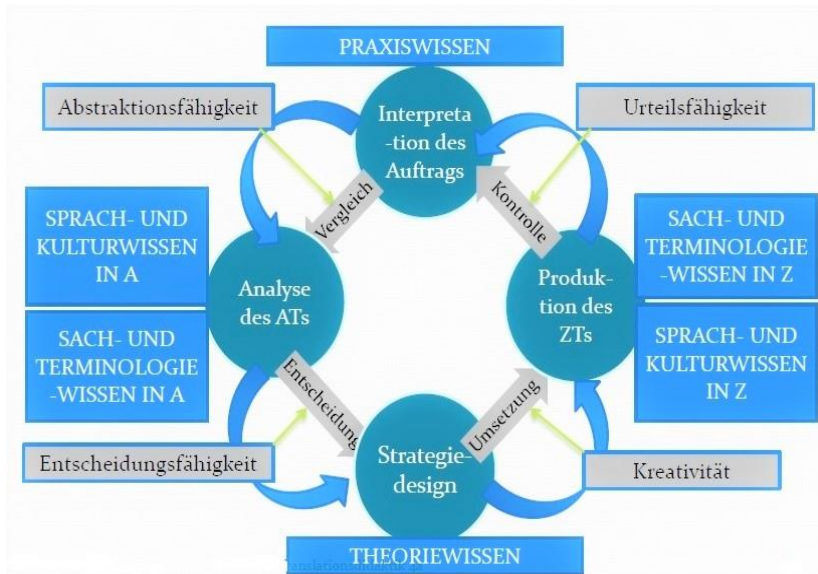 PRAXISWISSEN
Abstraktionsfähigkeit
Interpreta
-tion des
Auftrags
Urteilsfähigkeit
Vergleich
Kontrolle
SPRACH- UND
KULTURWISSEN
IN A
SACH- UND
TERMINOLOGIE
-WISSEN IN Z
Analyse
des ATs
Produk-
tion des
ZTs
SACH- UND
TERMINOLOGIE
-WISSEN IN A
SPRACH- UND
KULTURWISSEN
IN Z
Entscheidung
Umsetzung
Entscheidungsfähigkeit
Strategie-
design
Kreativität
THEORIEWISSEN